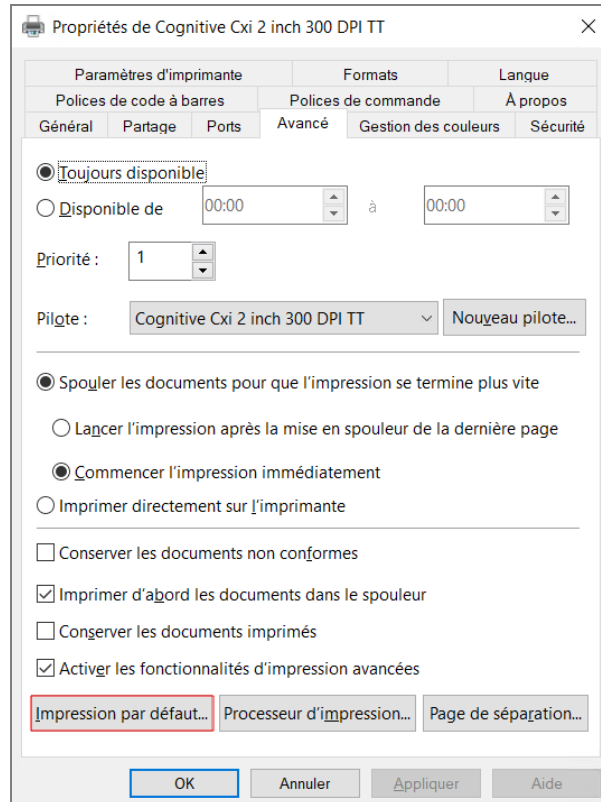 Propriétés de Cognitive Cxi 2 inch 300 DPI TT
Paramètres d'imprimante Formats Langue
Polices de code à barres Polices de commande À propos
Général Partage Ports Avancé Gestion des couleurs Sécurité
Toujours disponible
Disponible de 00:00 à 00:00
Priorité : 1
Pilote : Cognitive Cxi 2 inch 300 DPI TT Nouveau pilote...
Spouler les documents pour que l'impression se termine plus vite
Lancer l'impression après la mise en spouleur de la dernière page
Commencer l'impression immédiatement
Imprimer directement sur l'imprimante
Conserver les documents non conformes
Imprimer d'abord les documents dans le spouleur
Conserver les documents imprimés
Activer les fonctionnalités d'impression avancées
Impression par défaut... Processeur d'impression... Page de séparation...
OK Annuler Appliquer Aide